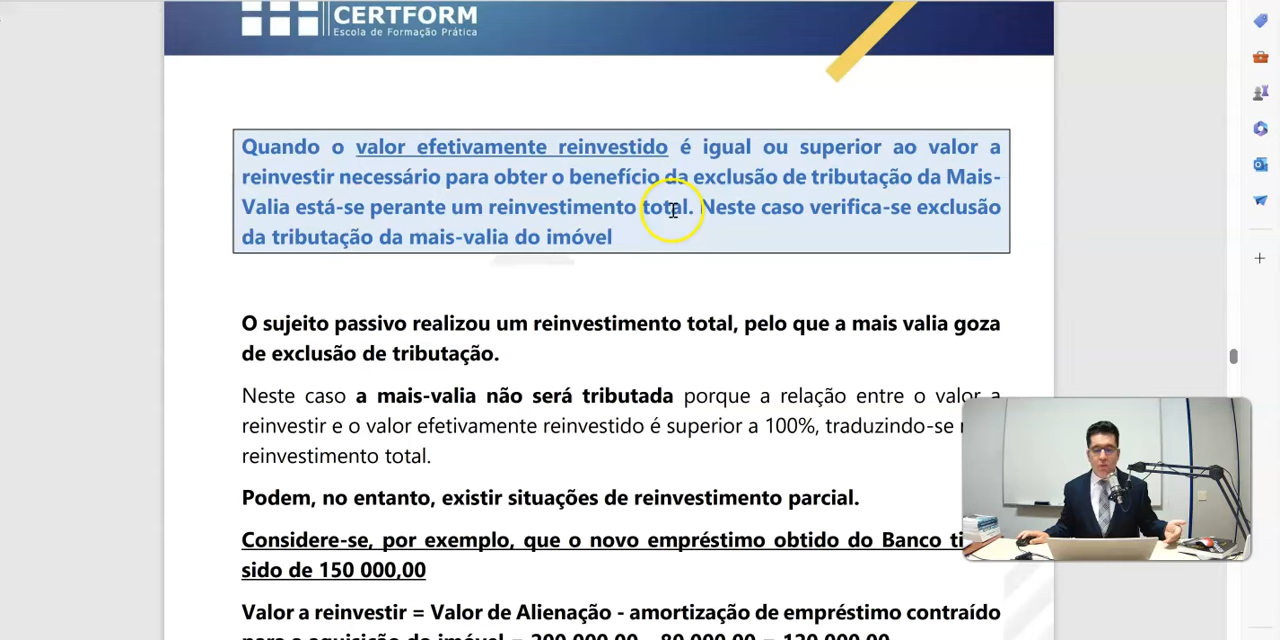 CERTFORM
Escola de Formação Prática
Quando o valor efetivamente reinvestido é igual ou superior ao valor a
reinvestir necessário para obter o benefício da exclusão de tributação da Mais-
Valia está-se perante um reinvestimento total. Neste caso verifica-se exclusão
da tributação da mais-valia do imóvel
O sujeito passivo realizou um reinvestimento total, pelo que a mais valia goza
de exclusão de tributação.
Neste caso a mais-valia não será tributada porque a relação entre o valor a
reinvestir e o valor efetivamente reinvestido é superior a 100%, traduzindo-se
reinvestimento total.
Podem, no entanto, existir situações de reinvestimento parcial.
Considere-se, por exemplo, que o novo empréstimo obtido do Banco
sido de 150 000,00
Valor a reinvestir = Valor de Alienação - amortização de empréstimo contraído